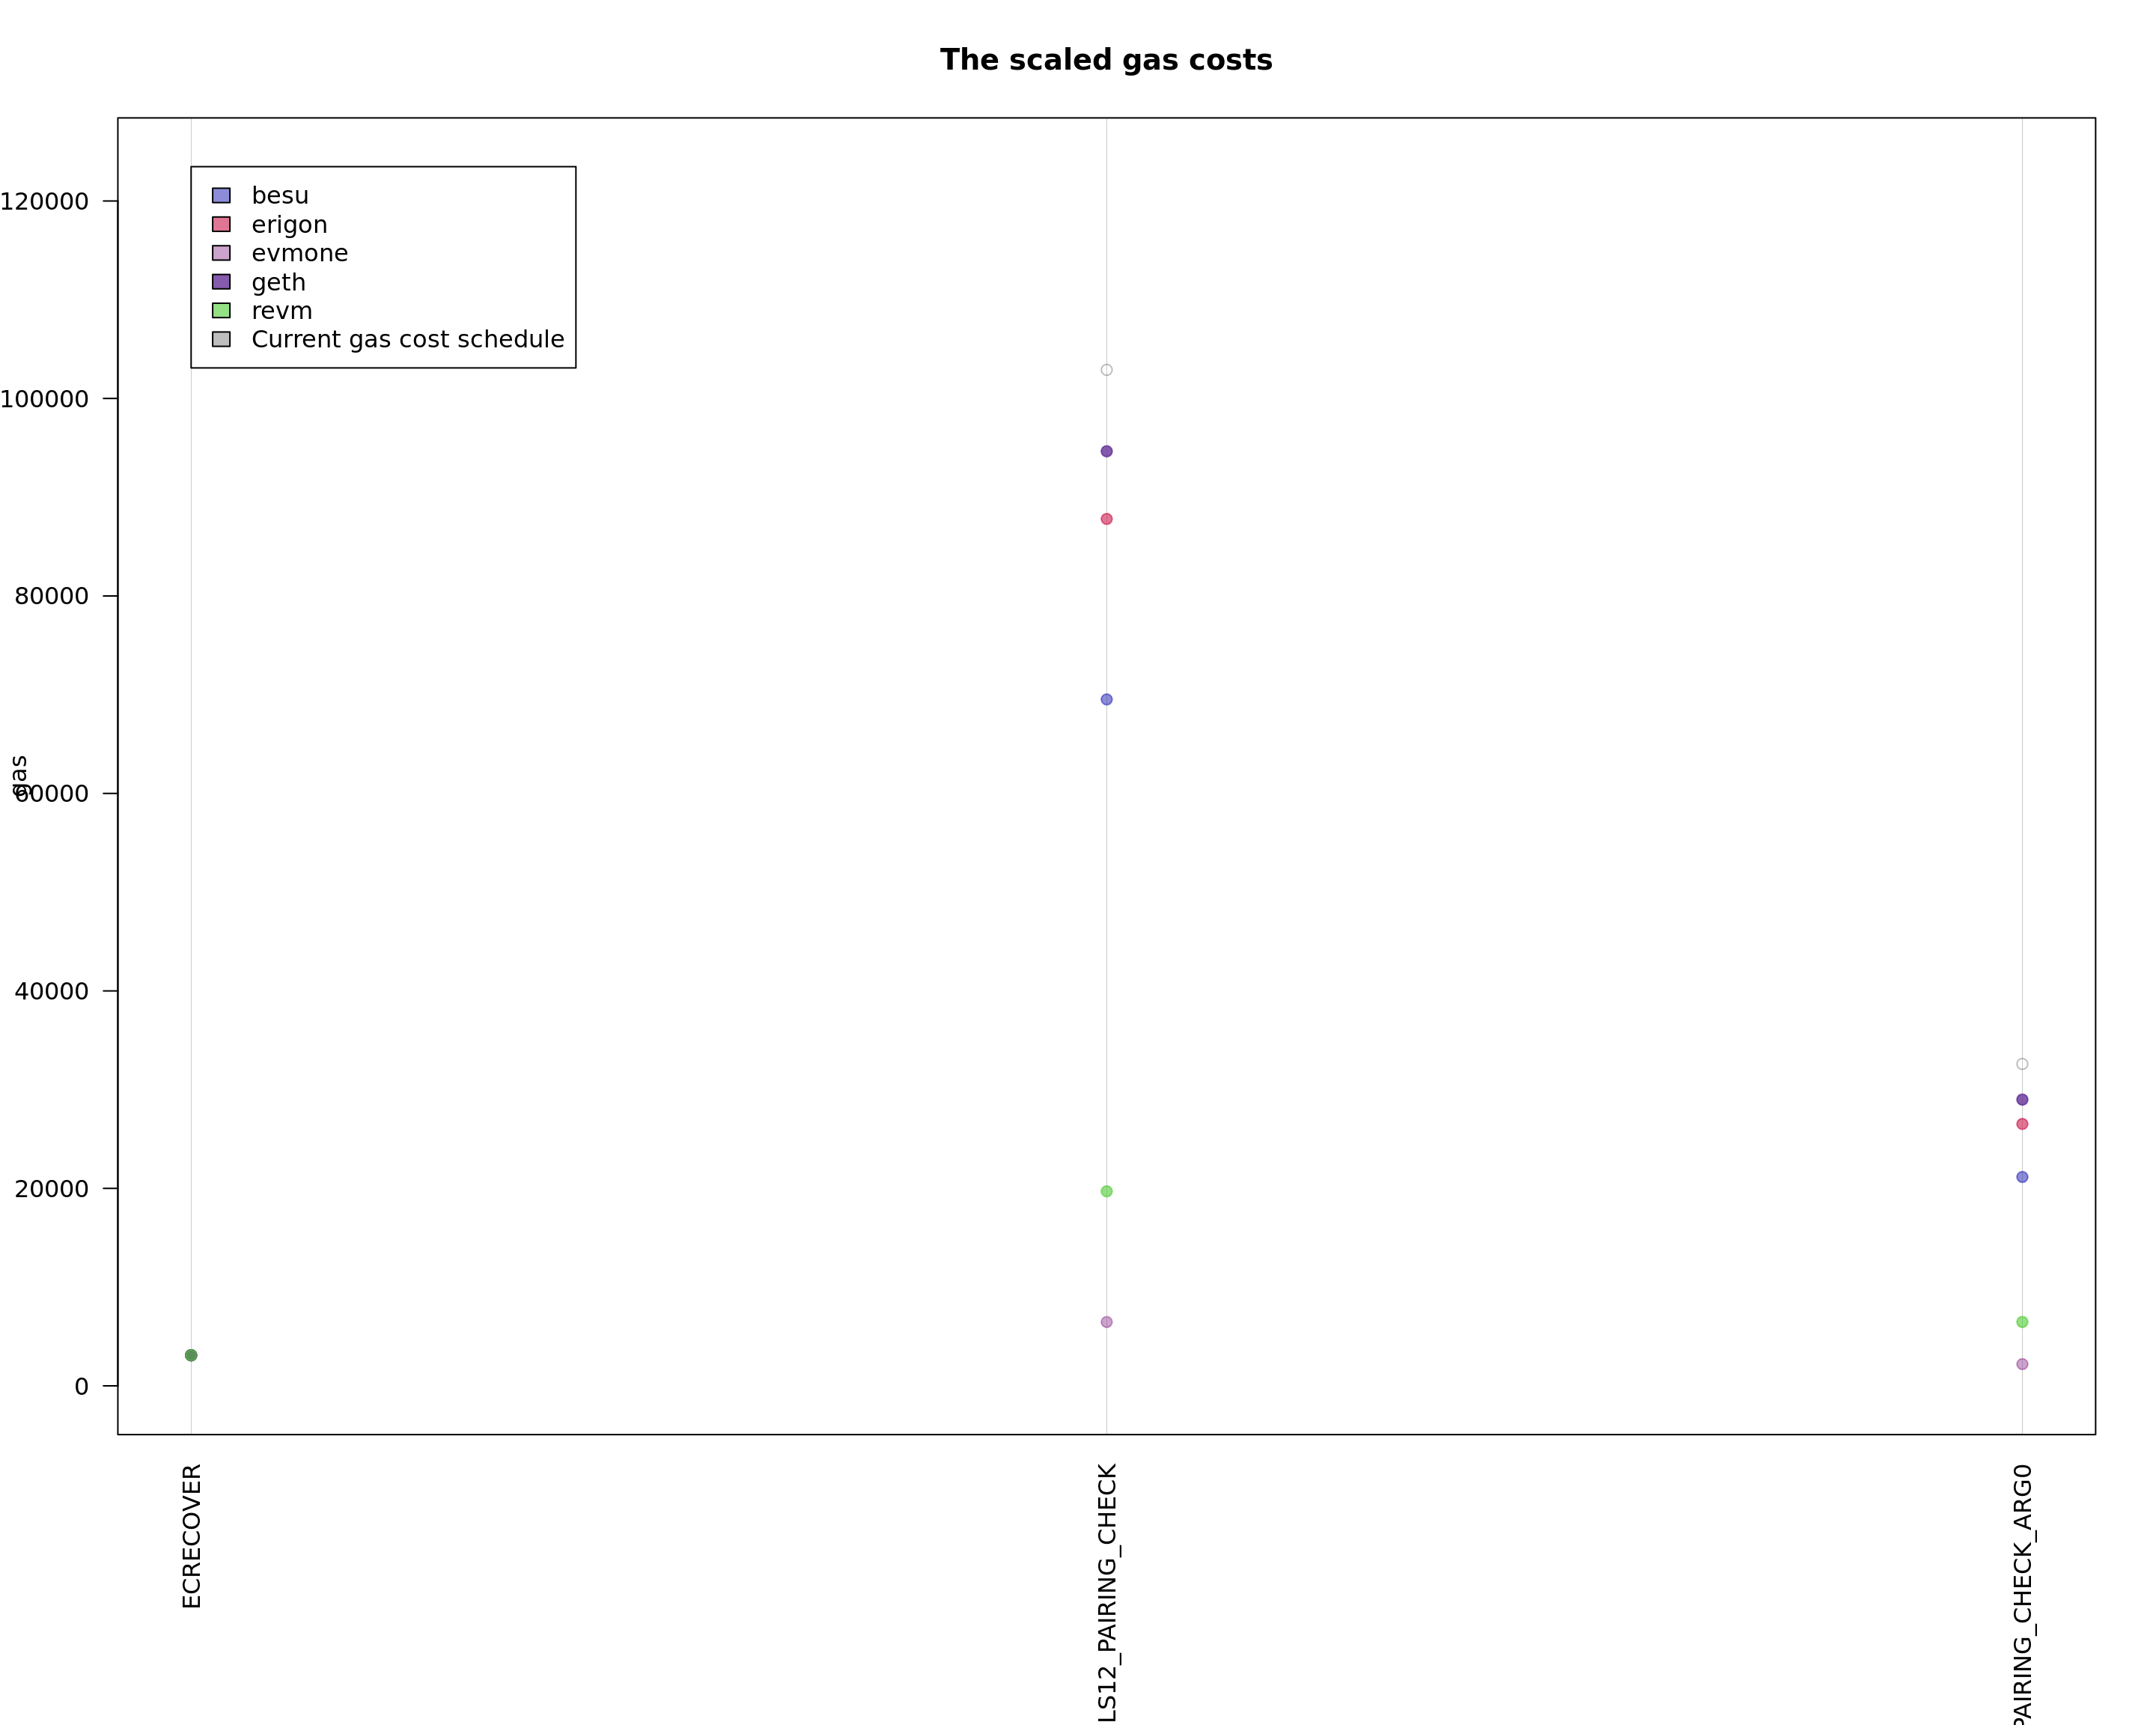 The scaled gas costs
120000
100000
80000
60000
40000
20000
0
gas
besu
erigon
evmone
geth
revm
Current gas cost schedule
ECRECOVER
LS12_PAIRING_CHECK
PAIRING_CHECK_ARG0